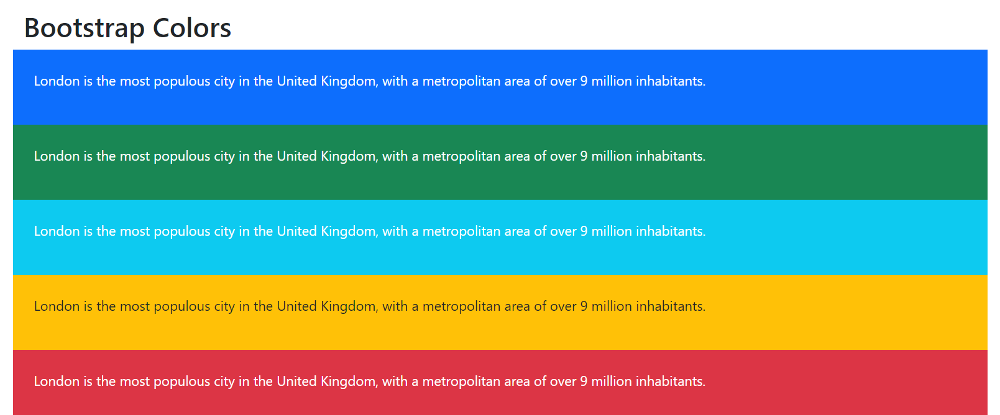 Bootstrap Colors
London is the most populous city in the United Kingdom, with a metropolitan area of over 9 million inhabitants.
London is the most populous city in the United Kingdom, with a metropolitan area of over 9 million inhabitants.
London is the most populous city in the United Kingdom, with a metropolitan area of over 9 million inhabitants.
London is the most populous city in the United Kingdom, with a metropolitan area of over 9 million inhabitants.
London is the most populous city in the United Kingdom, with a metropolitan area of over 9 million inhabitants.